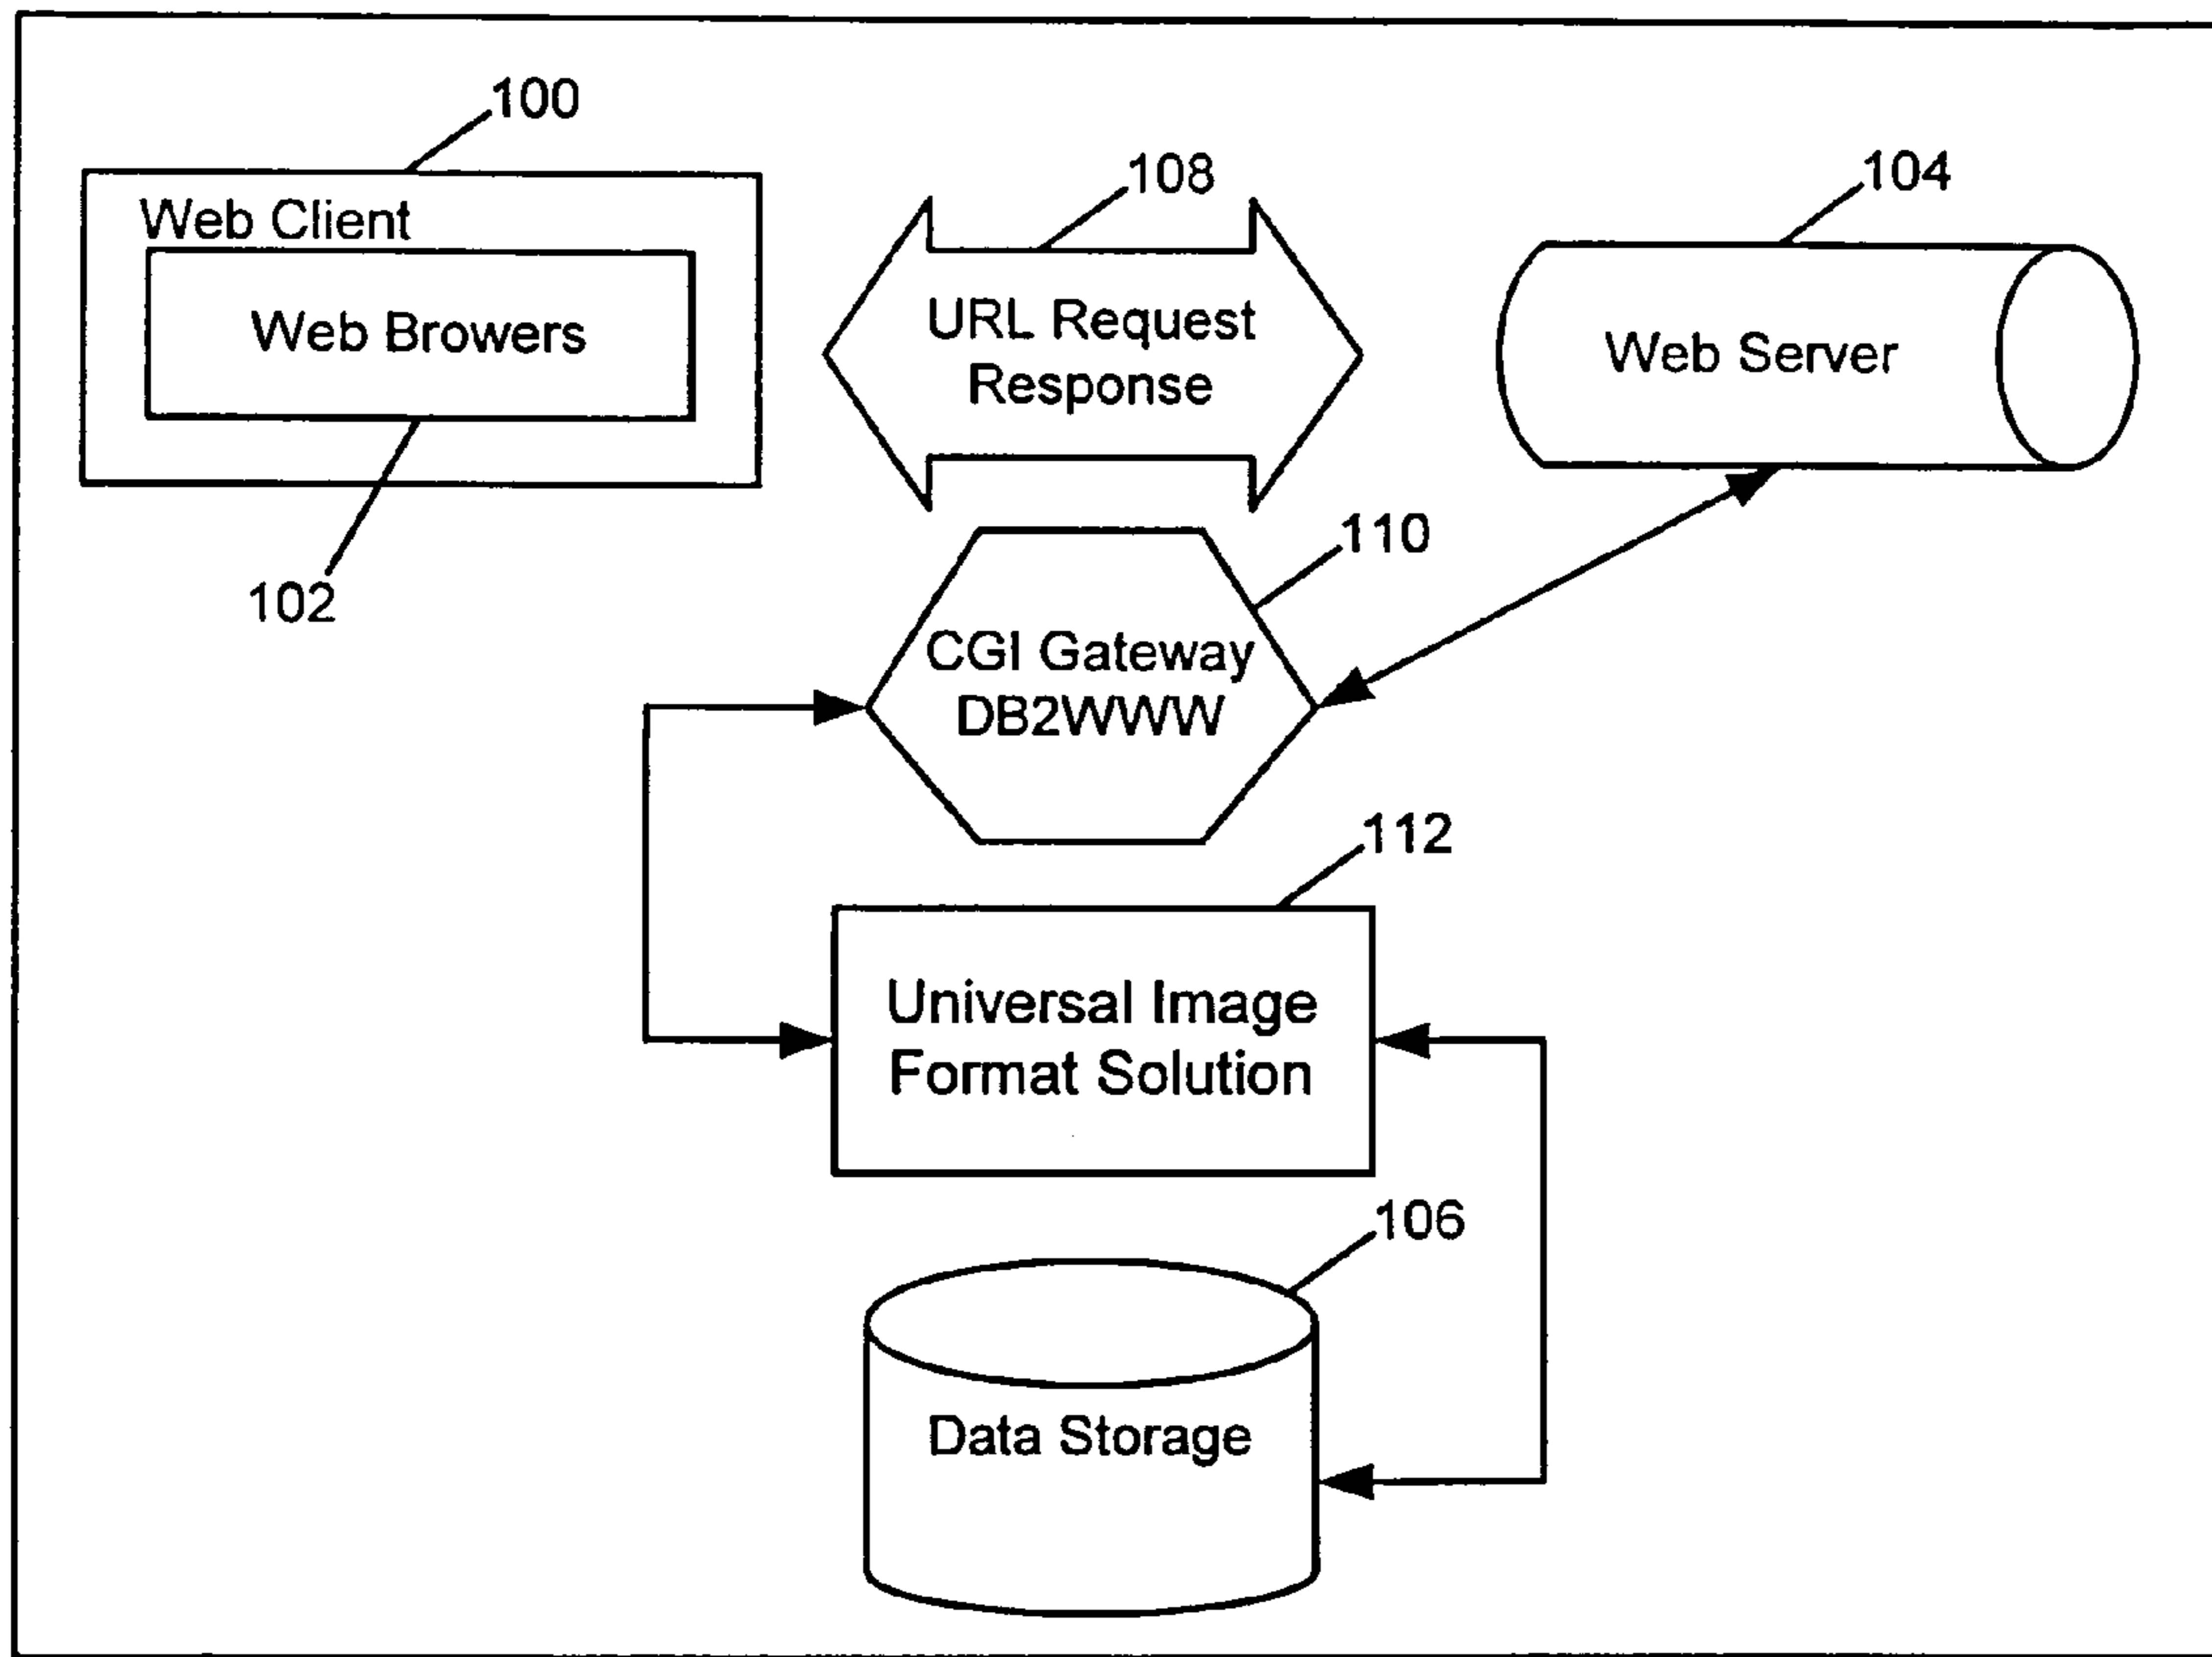 100
108
104
Web Client
Web Browers
URL Request
Response
Web Server
102
110
CGI Gateway
DB2WWW
112
Universal Image
Format Solution
106
Data Storage